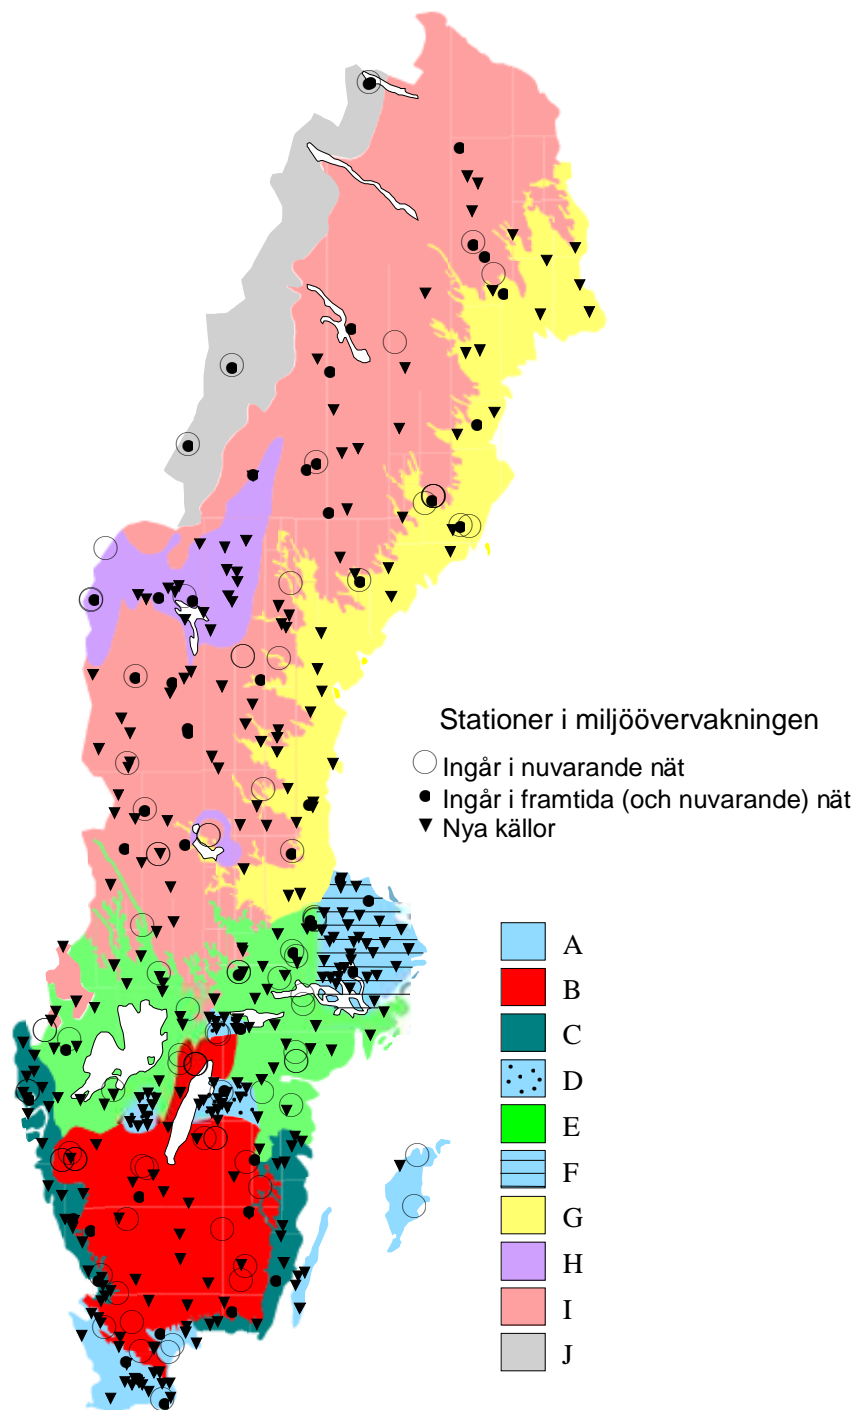 Stationer i miljöövervakningen
Ingår i nuvarande nät
Ingår i framtida (och nuvarande) nät
Nya källor
A
B
C
D
E
F
G
H
I
J